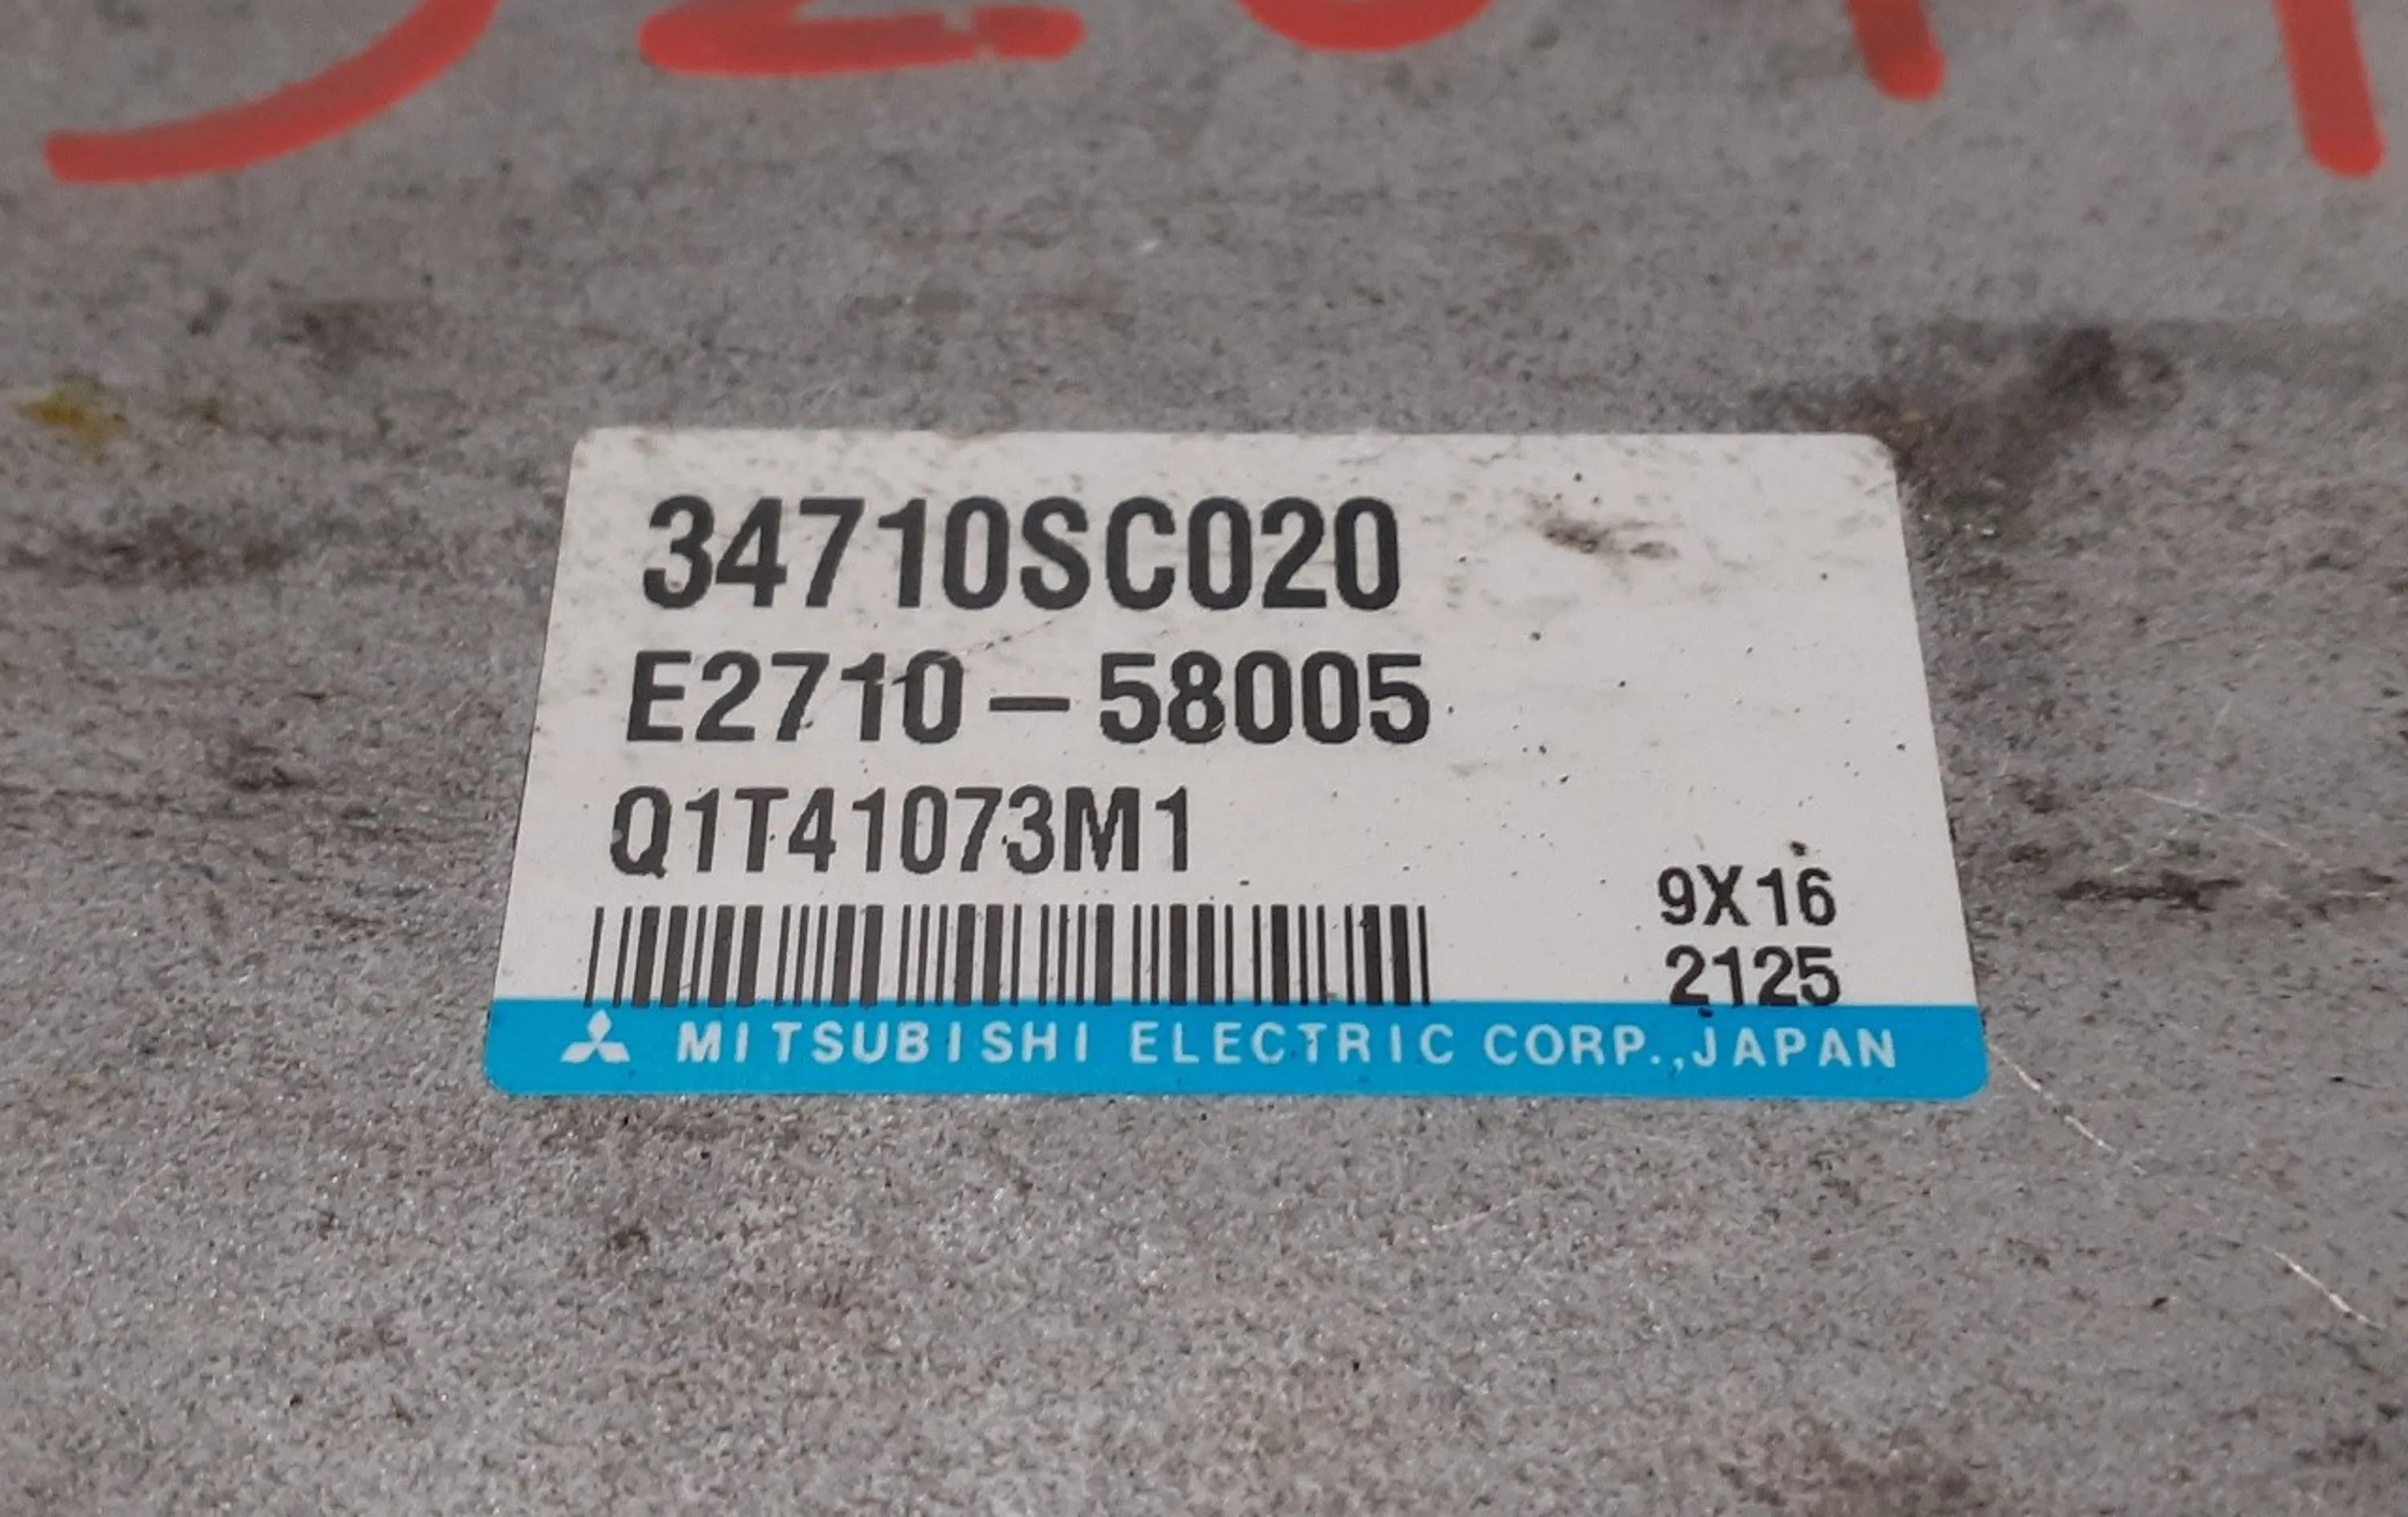 34710SC020
E2710-58005
Q1T41073M1
9X16
2125
MITSUBISHI ELECTRIC CORP.,JAPAN